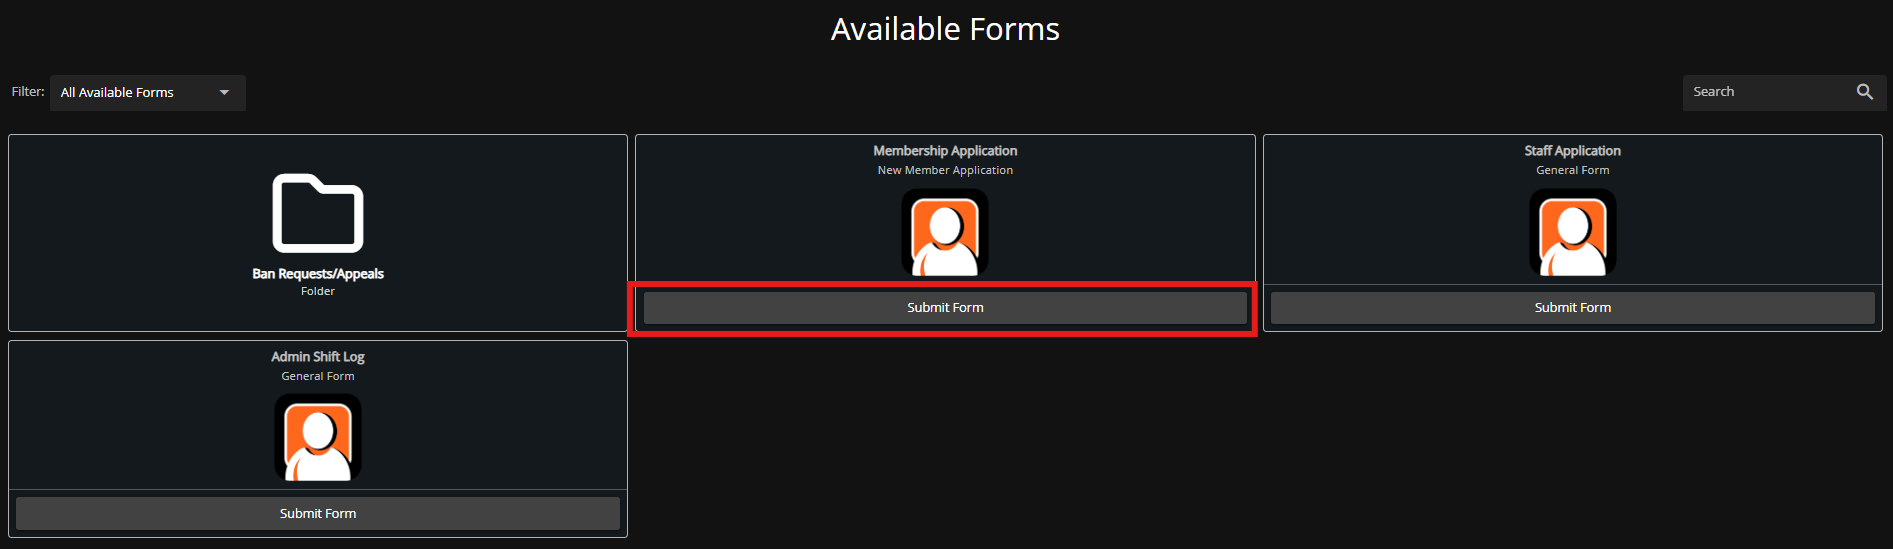 Available Forms
Filter: All Available Forms
Search
Ban Requests/Appeals
Folder
Membership Application
New Member Application
Submit Form
Staff Application
General Form
Submit Form
Admin Shift Log
General Form
Submit Form